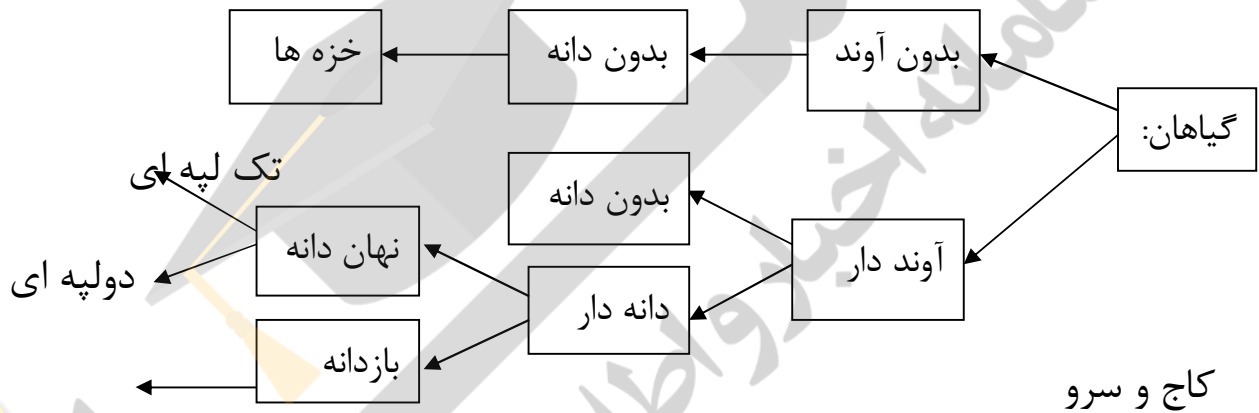 گیاهان:
بدون آوند
بدون دانه
خزه ها
آوند دار
بدون دانه
دانه دار
نهان دانه
تک لپه ای
دولپه ای
بازدانه
کاج و سرو